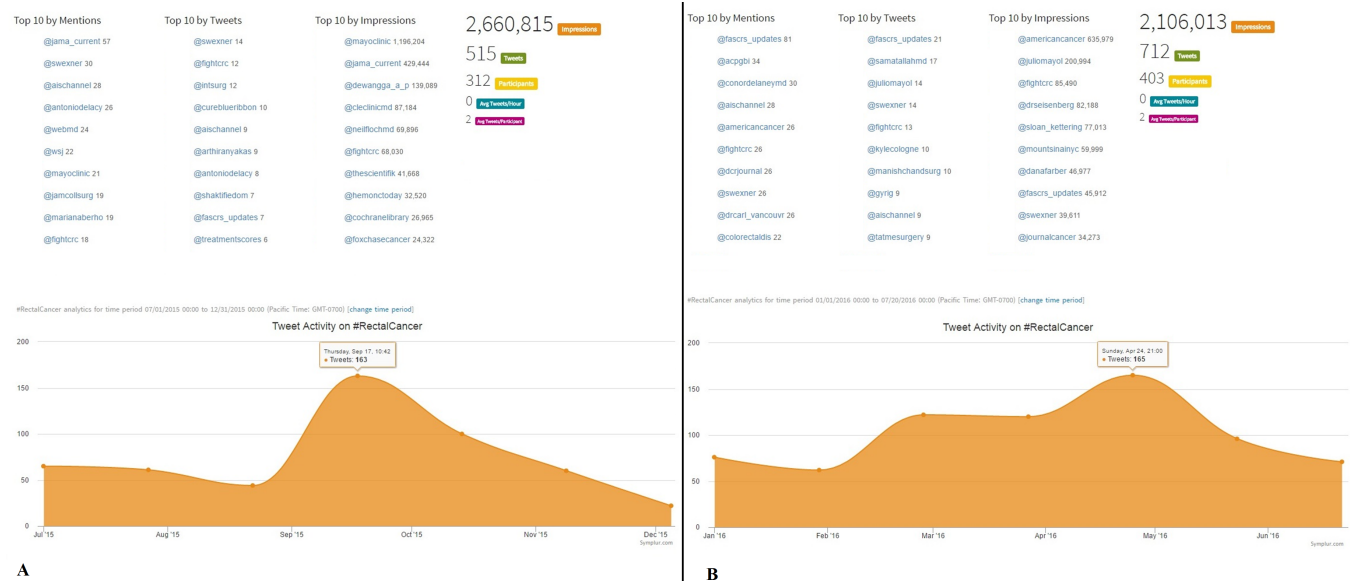 Top 10 by Mentions
@jama_current 57
@swexner 30
@aischannel 28
@antoniodelacy 26
@webmd 24
@wsj 22
@mayoclinic 21
@jamcollsurg 19
@marianaberho 19
@fightcrc 18
Top 10 by Tweets
@swexner 14
@fightcrc 12
@intsurg 12
@cureblueribbon 10
@aischannel 9
@arthiranyakas 9
@antoniodelacy 8
@shaktifiedom 7
@fascrs_updates 7
@treatmentscores 6
Top 10 by Impressions
@mayoclinic 1,196,204
@jama_current 429,444
@dewangga_a_p 139,089
@cleclinicmd 87,184
@neilflochmd 69,896
@fightcrc 68,030
@thescientifik 41,668
@hemonctoday 32,520
@cochranelibrary 26,965
@foxchasecancer 24,322
2,660,815 Impressions
515 Tweets
312 Participants
0 Avg Tweets/Hour
2 Avg Tweets/Participant
#RectalCancer analytics for time period 07/01/2015 00:00 to 12/31/2015 00:00 (Pacific Time: GMT-0700) [change time period]
Tweet Activity on #RectalCancer
200
150
100
50
0
Thursday, Sep 17, 10:42
Tweets: 163
Jul '15
Aug '15
Sep '15
Oct '15
Nov '15
Dec '15
Symplur.com
A
Top 10 by Mentions
@fascrs_updates 81
@acpgbi 34
@conordelaneymd 30
@aischannel 28
@americancancer 26
@fightcrc 26
@dcrjournal 26
@swexner 26
@drcarl_vancouvr 26
@colorectaldis 22
Top 10 by Tweets
@fascrs_updates 21
@samatallahmd 17
@juliomayol 14
@swexner 14
@fightcrc 13
@kylecologne 10
@manishchandsurg 10
@gyrig 9
@aischannel 9
@tatmesurgery 9
Top 10 by Impressions
@americancancer 635,979
@juliomayol 200,994
@fightcrc 85,490
@drseisenberg 82,188
@sloan_kettering 77,013
@mountsinainyc 59,999
@danafarber 46,977
@fascrs_updates 45,912
@swexner 39,611
@journalcancer 34,273
2,106,013 Impressions
712 Tweets
403 Participants
0 Avg Tweets/Hour
2 Avg Tweets/Participant
#RectalCancer analytics for time period 01/01/2016 00:00 to 07/20/2016 00:00 (Pacific Time: GMT-0700) [change time period]
Tweet Activity on #RectalCancer
200
150
100
50
0
Sunday, Apr 24, 21:00
Tweets: 165
Jan '16
Feb '16
Mar '16
Apr '16
May '16
Jun '16
Symplur.com
B